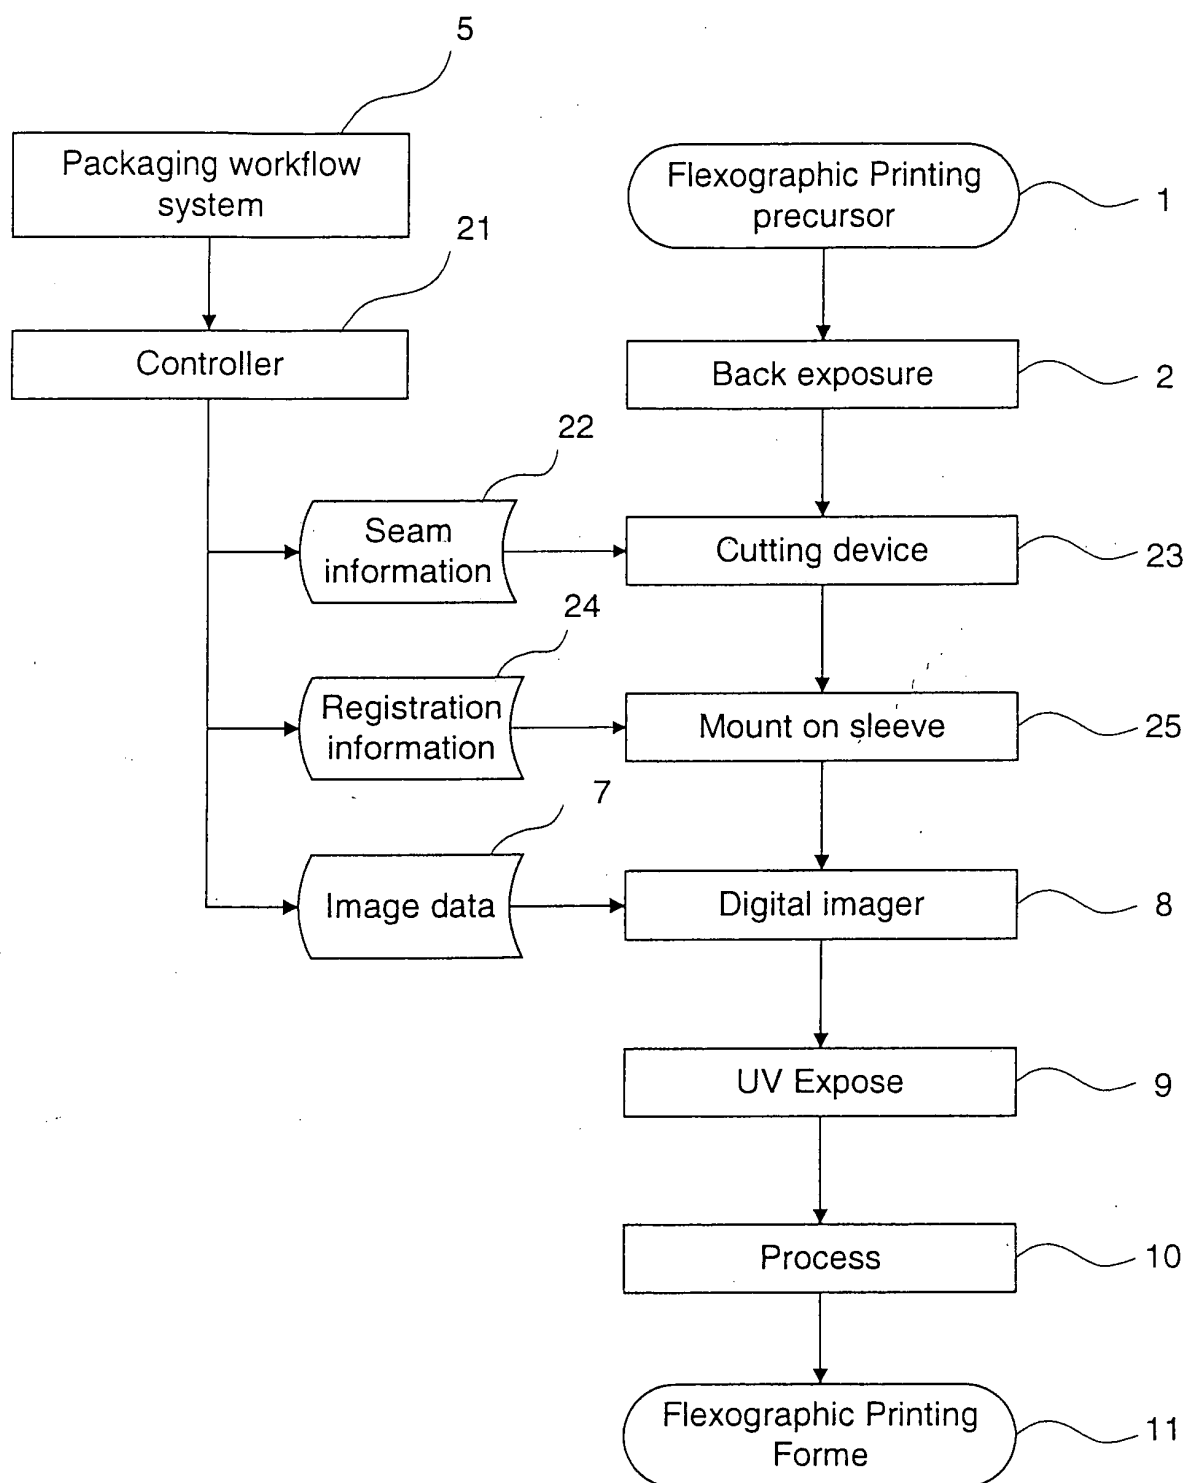 5
Packaging workflow
system
Flexographic Printing
precursor
1
21
Controller
Back exposure
2
22
Seam
information
Cutting device
23
24
Registration
information
Mount on sleeve
25
7
Image data
Digital imager
8
UV Expose
9
Process
10
Flexographic Printing
Forme
11